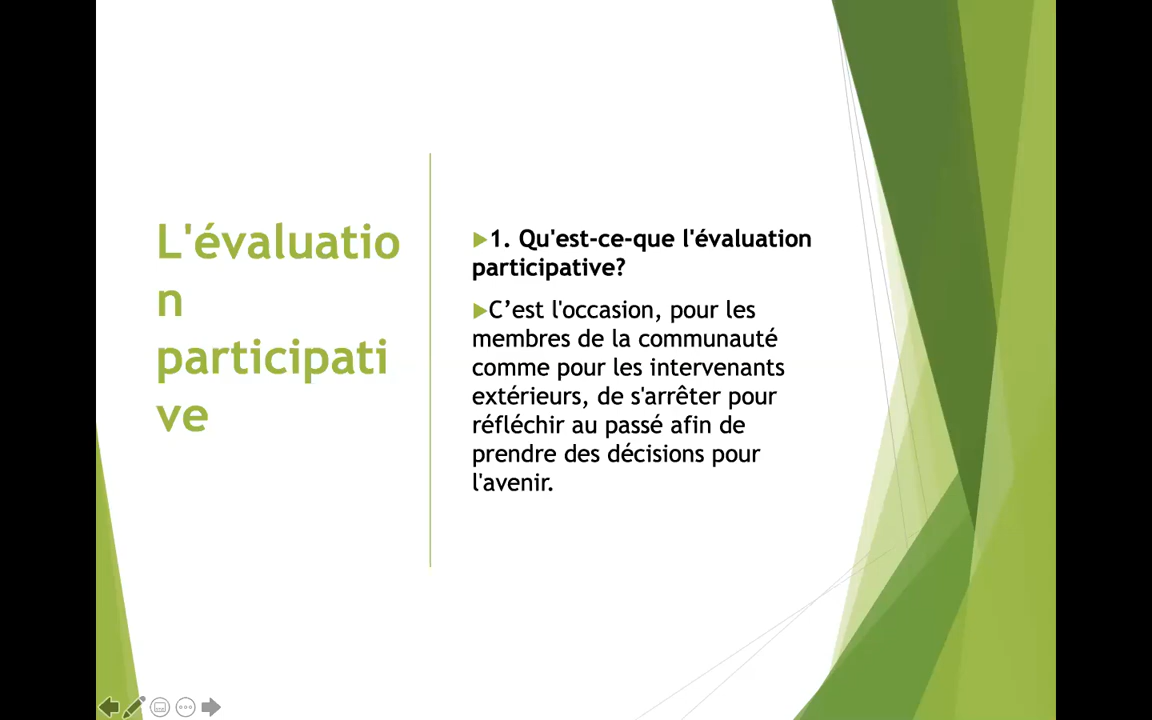 L'évaluatio
n
participati
ve
1. Qu'est-ce-que l'évaluation
participative?
C’est l'occasion, pour les
membres de la communauté
comme pour les intervenants
extérieurs, de s'arrêter pour
réfléchir au passé afin de
prendre des décisions pour
l'avenir.